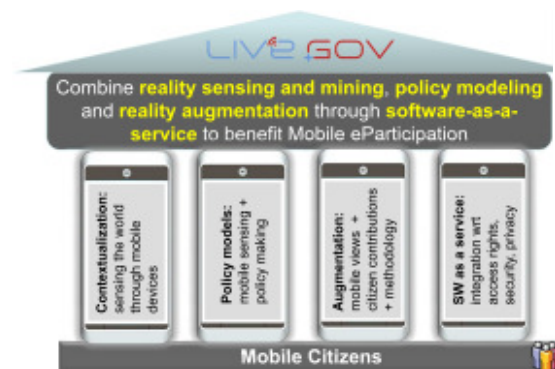 LIVE+GOV
Combine reality sensing and mining, policy modeling
and reality augmentation through software-as-a-
service to benefit Mobile eParticipation
Contextualization:
sensing the world
through mobile
devices
Policy models:
mobile sensing +
policy making
Augmentation:
mobile views +
citizen contributions
+ methodology
SW as a service:
integration wrt
access rights,
security, privacy
Mobile Citizens